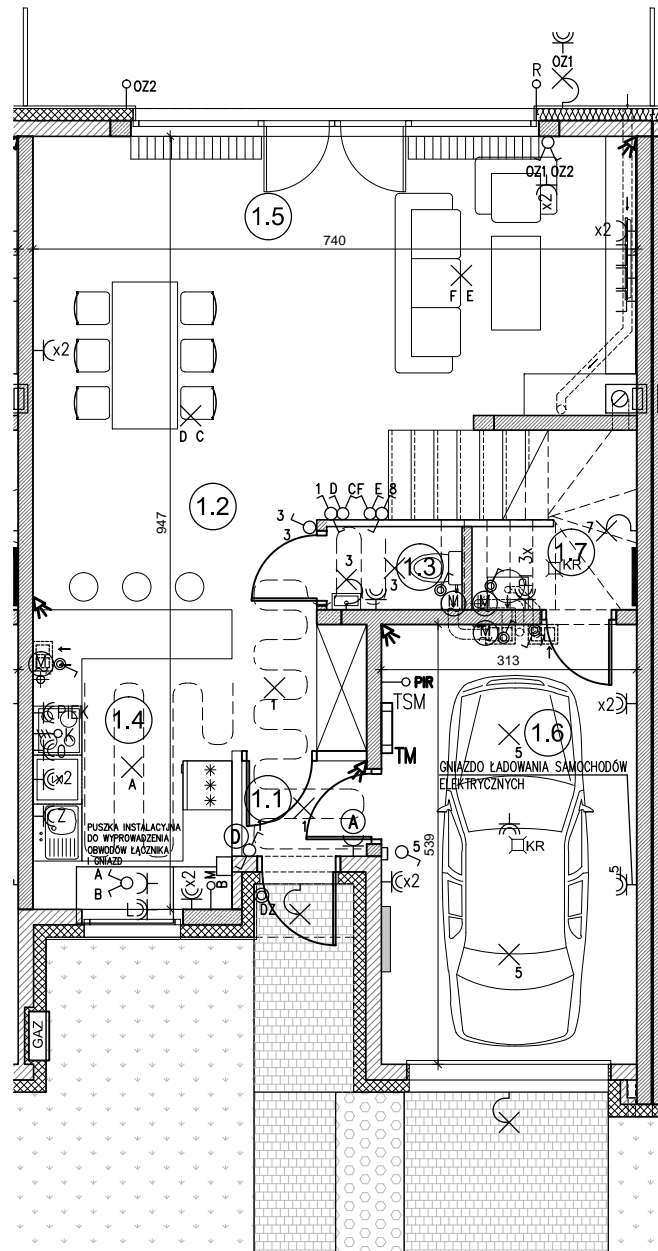 OZ2
R
OZ1
OZ1 OZ2
x2
1.5
740
x2
F E
x2
D C
1.2
947
1 D CF E 8
3
3
3
3
1.3
7
1.7
3x
KR
M
M
M
M
313
PIR
TSM
TM
x2
1.6
5
GNIAZDO ŁADOWANIA SAMOCHODÓW
ELEKTRYCZNYCH
T
PIEK
K
O
1.4
x2
A
Z
1.1
1
PUSZKA INSTALACYJNA
DO WYPROWADZENIA
OBWODÓW ŁĄCZNIKA
I GNIAZD
D
A
5
KR
539
A
B
x2
M
B
x2
5
L
DZ
5
GAZ